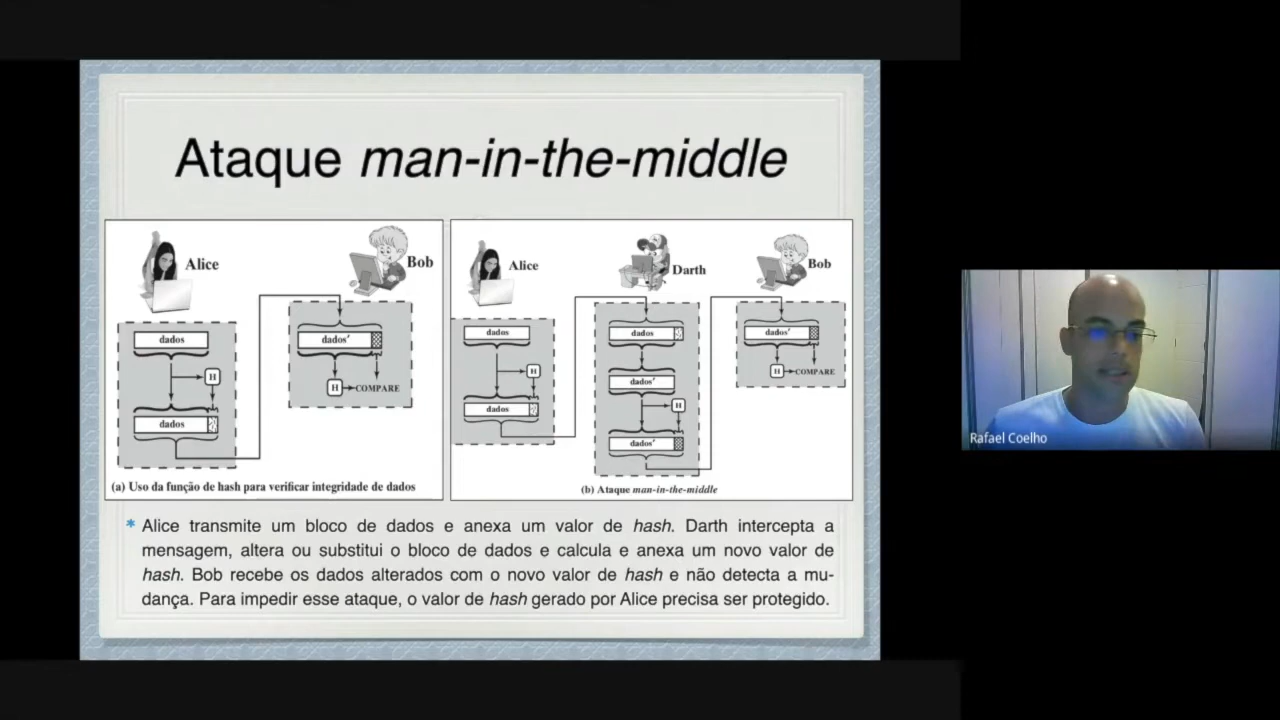 Ataque man-in-the-middle
Alice
Bob
dados
H
dados
dados'
H
COMPARE
(a) Uso da função de hash para verificar integridade de dados
Alice
Darth
Bob
dados
H
dados
dados
dados'
H
dados'
dados'
H
COMPARE
(b) Ataque man-in-the-middle
* Alice transmite um bloco de dados e anexa um valor de hash. Darth intercepta a
mensagem, altera ou substitui o bloco de dados e calcula e anexa um novo valor de
hash. Bob recebe os dados alterados com o novo valor de hash e não detecta a mu-
dança. Para impedir esse ataque, o valor de hash gerado por Alice precisa ser protegido.
Rafael Coelho